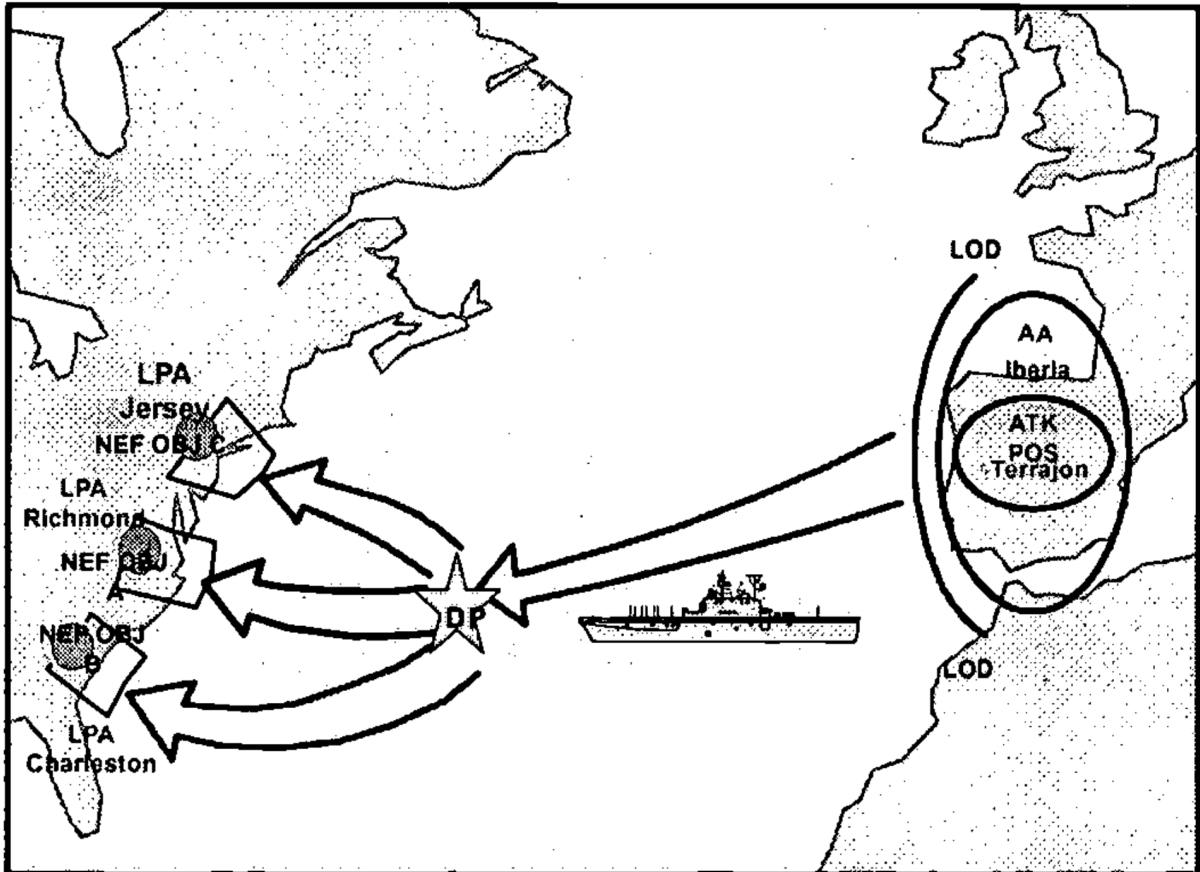 LOD
AA
Iberia
ATK
POS
Terrajon
LPA
Jersey
NEF OBJ C
LPA
Richmond
NEF OBJ
A
DP
NEF OBJ
B
LOD
LPA
Charleston